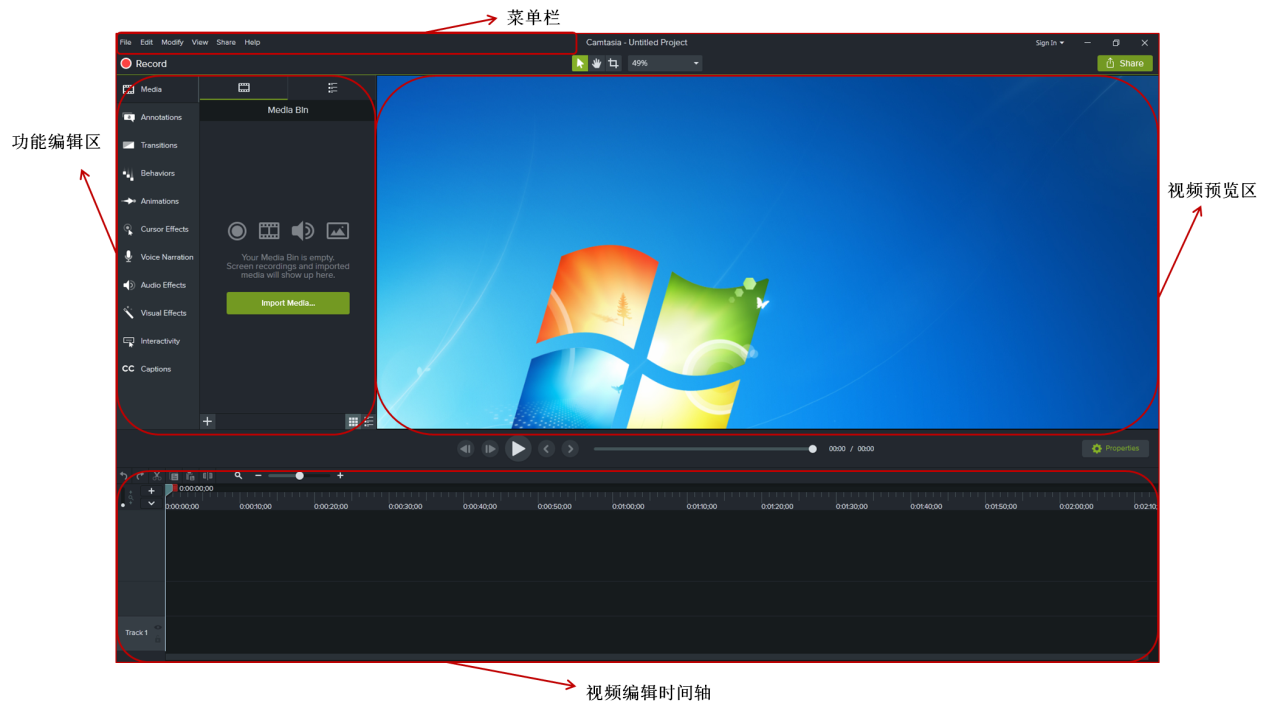 菜单栏
File Edit Modify View Share Help Camtasia - Untitled Project Sign In
Record 49% Share
Media
Media Bin
Annotations
Transitions
功能编辑区
Behaviors
视频预览区
Animations
Cursor Effects
Voice Narration
Your Media Bin is empty.
Screen recordings and imported
media will show up here.
Audio Effects
Import Media...
Visual Effects
Interactivity
CC Captions
00:00 / 00:00 Properties
0:00:00;00
0:00:00;00 0:00:10;00 0:00:20;00 0:00:30;00 0:00:40;00 0:00:50;00 0:01:00;00 0:01:10;00 0:01:20;00 0:01:30;00 0:01:40;00 0:01:50;00 0:02:00;00 0:02:10;
Track 1
视频编辑时间轴